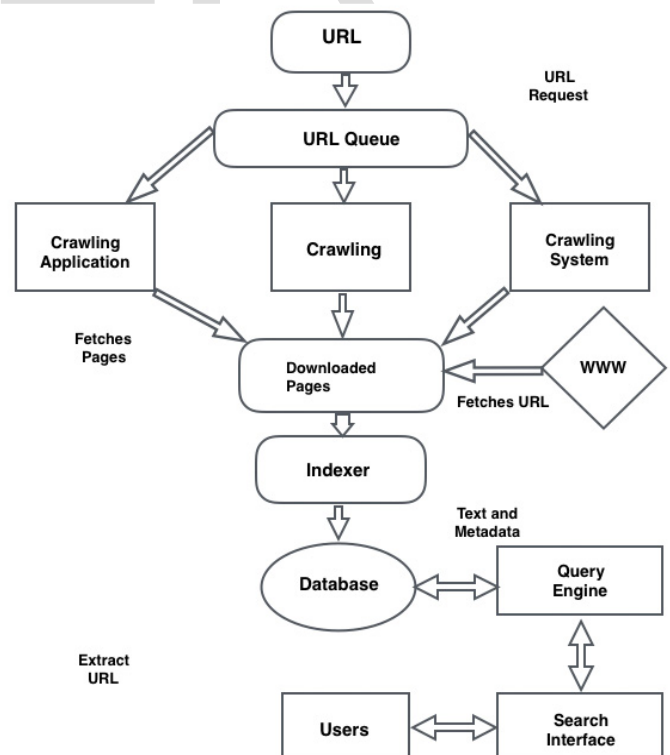 URL
URL
Request
URL Queue
Crawling
Application
Crawling
Crawling
System
Fetches
Pages
Downloaded
Pages
WWW
Fetches URL
Indexer
Text and
Metadata
Database
Query
Engine
Extract
URL
Users
Search
Interface